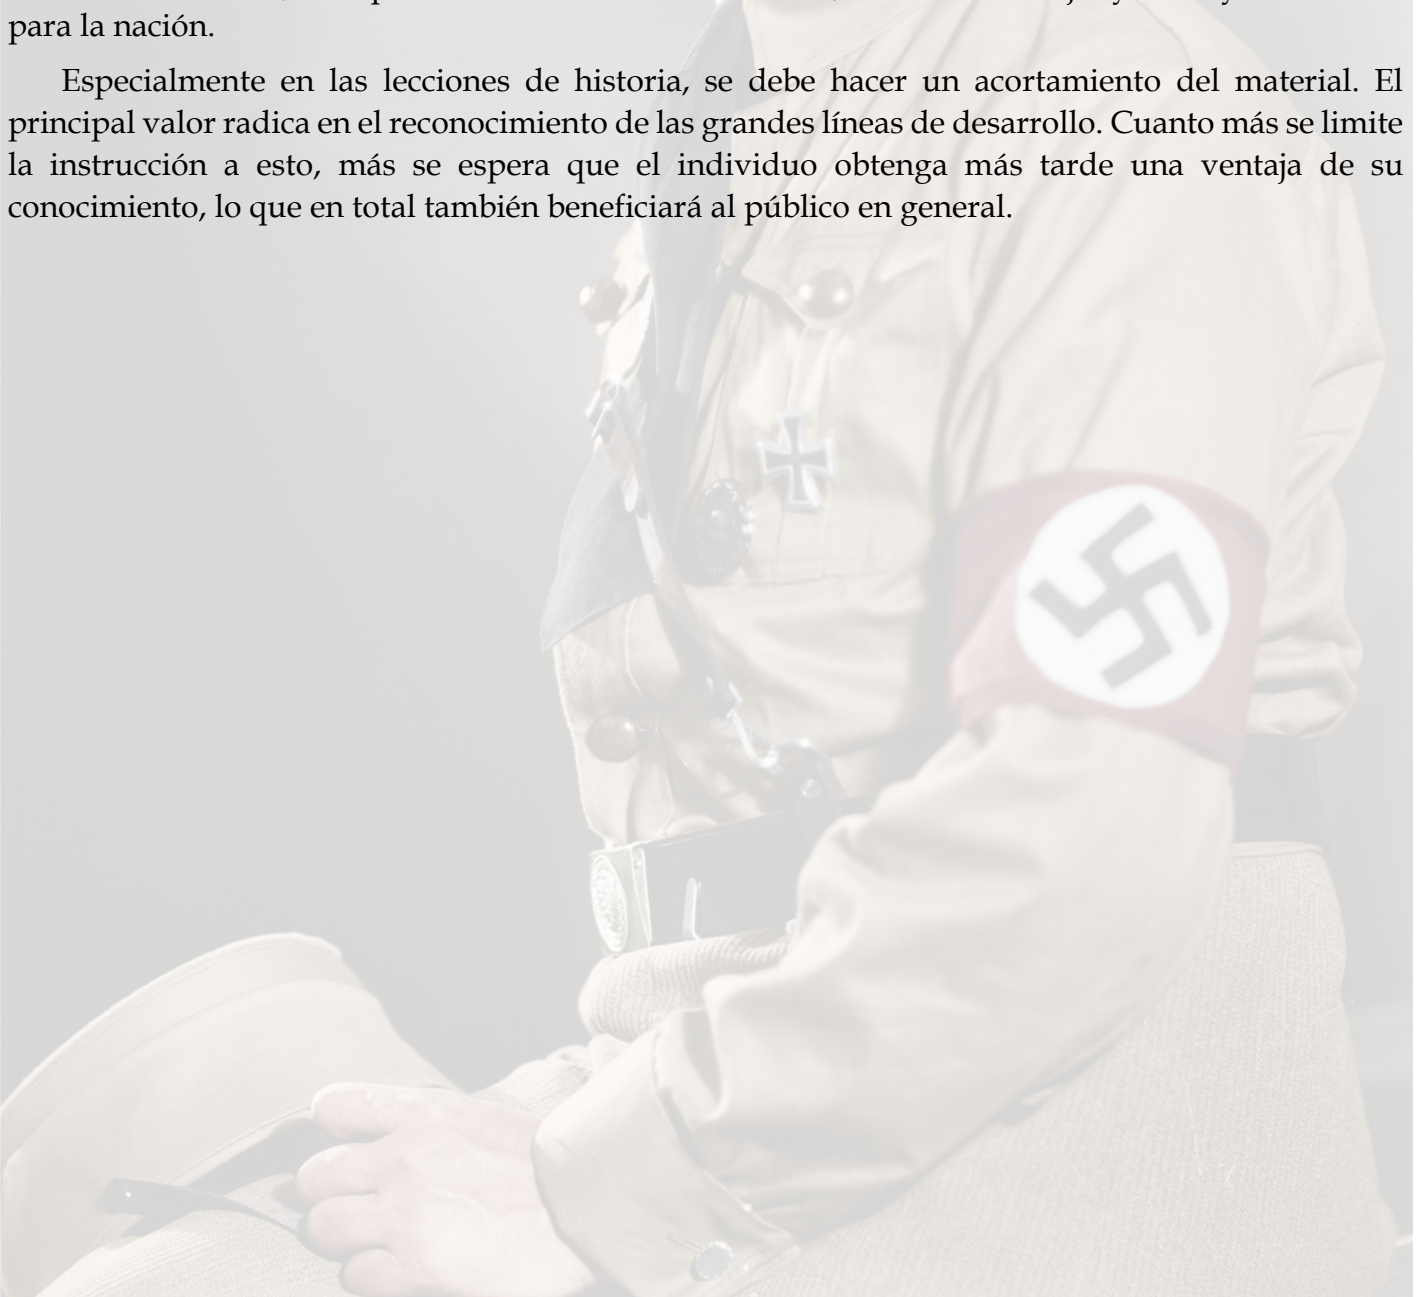 para la nación.
Especialmente en las lecciones de historia, se debe hacer un acortamiento del material. El
principal valor radica en el reconocimiento de las grandes líneas de desarrollo. Cuanto más se limite
la instrucción a esto, más se espera que el individuo obtenga más tarde una ventaja de su
conocimiento, lo que en total también beneficiará al público en general.